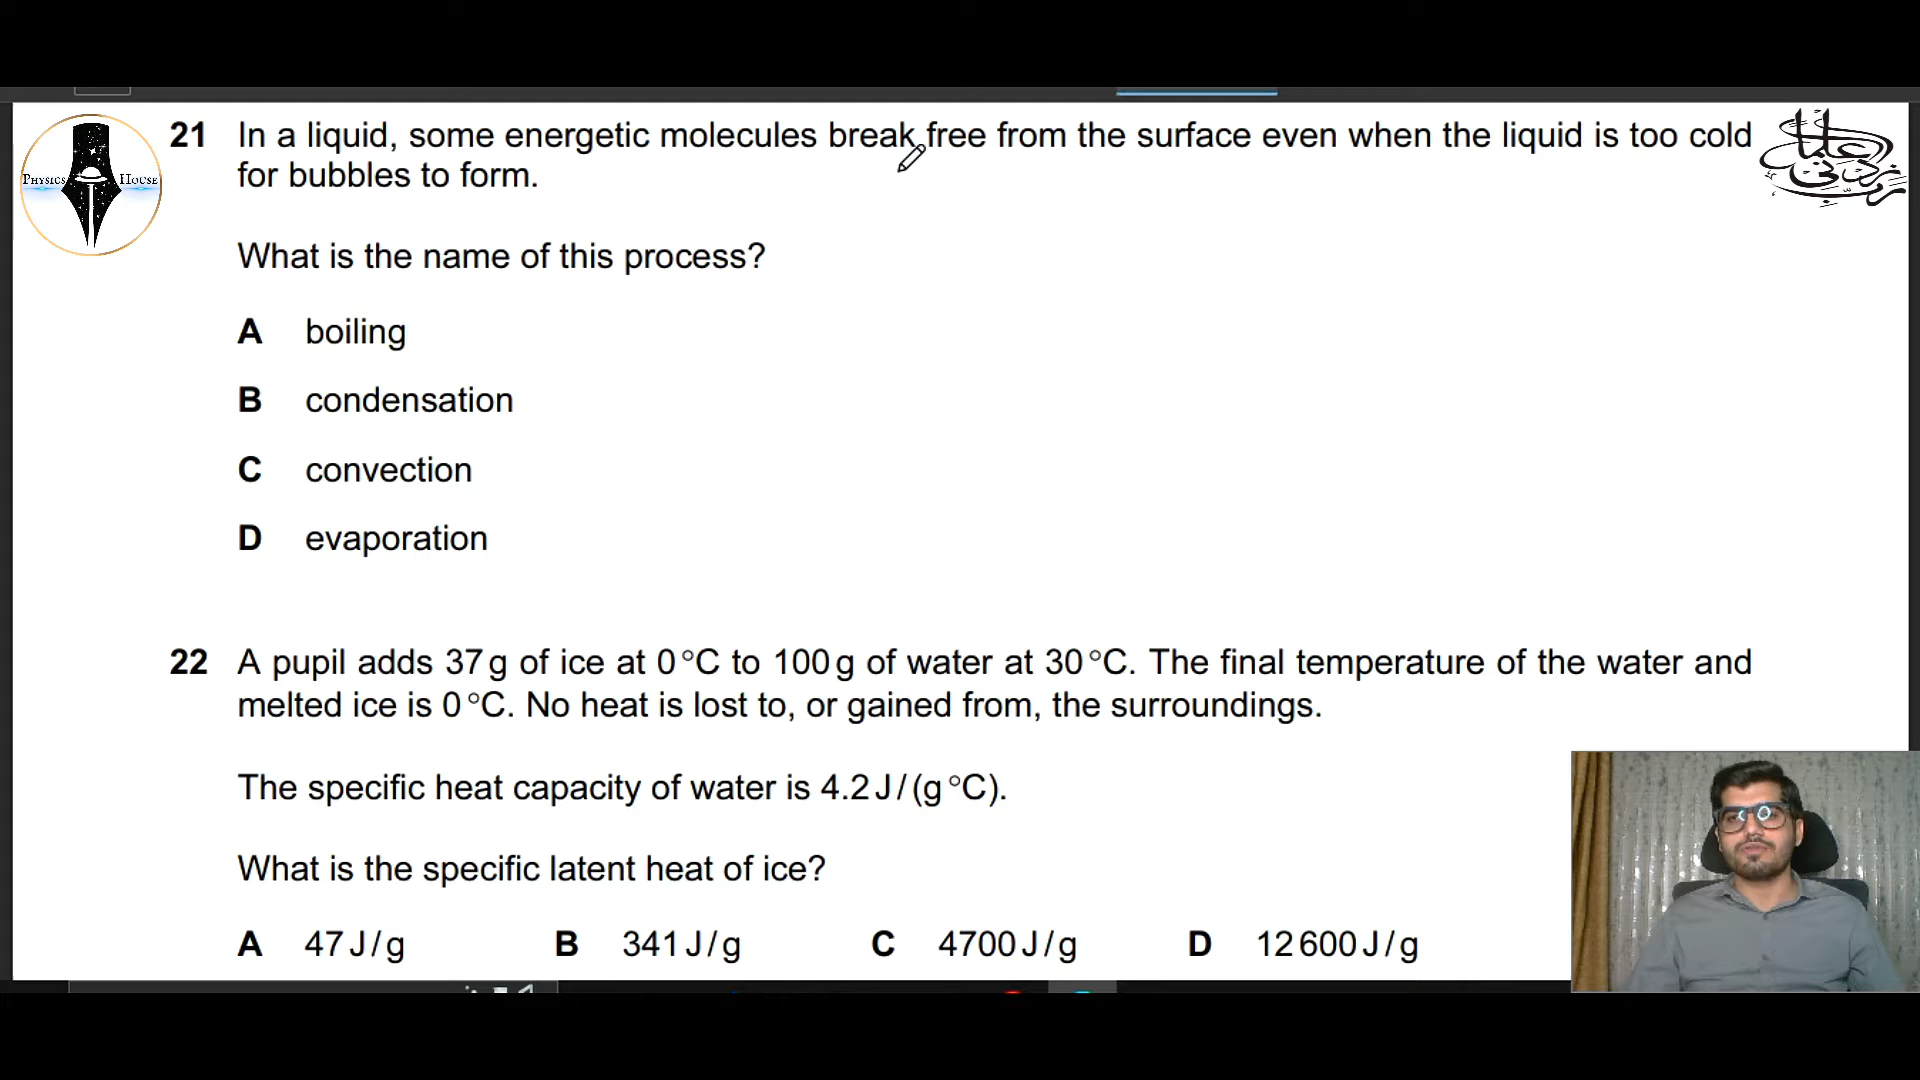 PHYSICS HOUSE
رب زدني علما
21 In a liquid, some energetic molecules break free from the surface even when the liquid is too cold
for bubbles to form.
What is the name of this process?
A boiling
B condensation
C convection
D evaporation
22 A pupil adds 37 g of ice at 0 °C to 100 g of water at 30 °C. The final temperature of the water and
melted ice is 0 °C. No heat is lost to, or gained from, the surroundings.
The specific heat capacity of water is 4.2 J / (g °C).
What is the specific latent heat of ice?
A 47 J / g B 341 J / g C 4700 J / g D 12 600 J / g